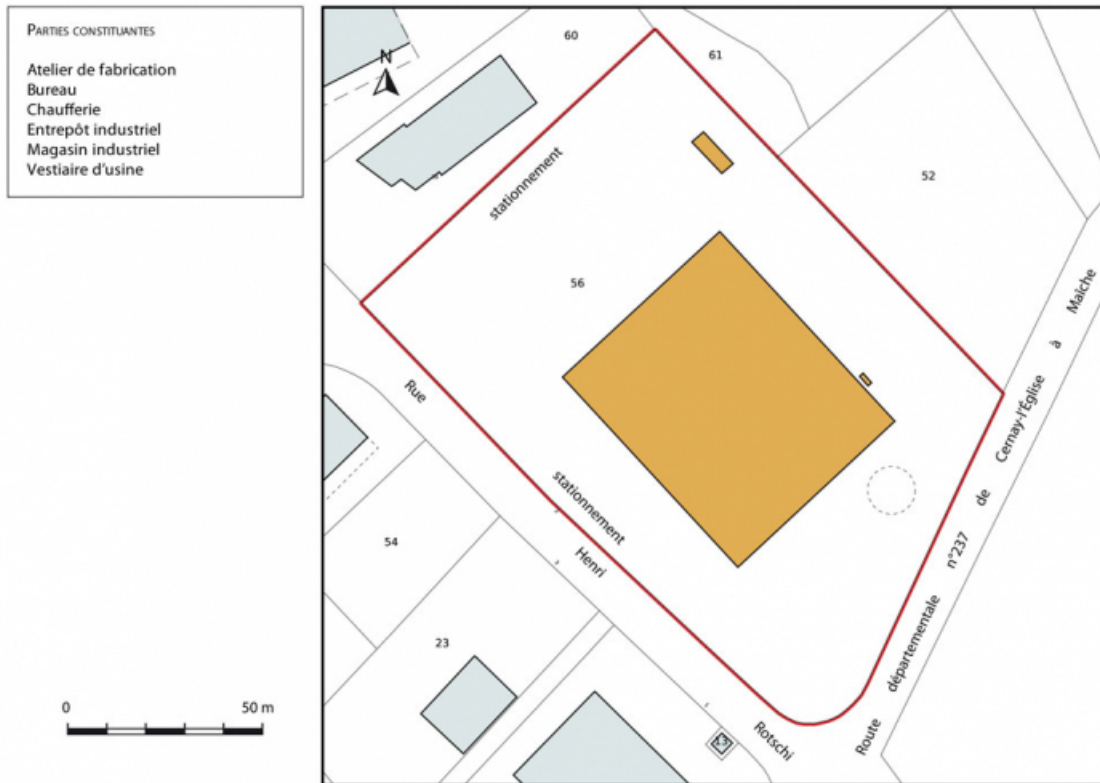 PARTIES CONSTITUANTES
Atelier de fabrication
Bureau
Chaufferie
Entrepôt industriel
Magasin industriel
Vestiaire d'usine
N
60
61
52
stationnement
56
Rue
stationnement
Henri
Rotschi
54
23
13
Route départementale n°237 de Cernay-l'Église à Maîche
0 50 m